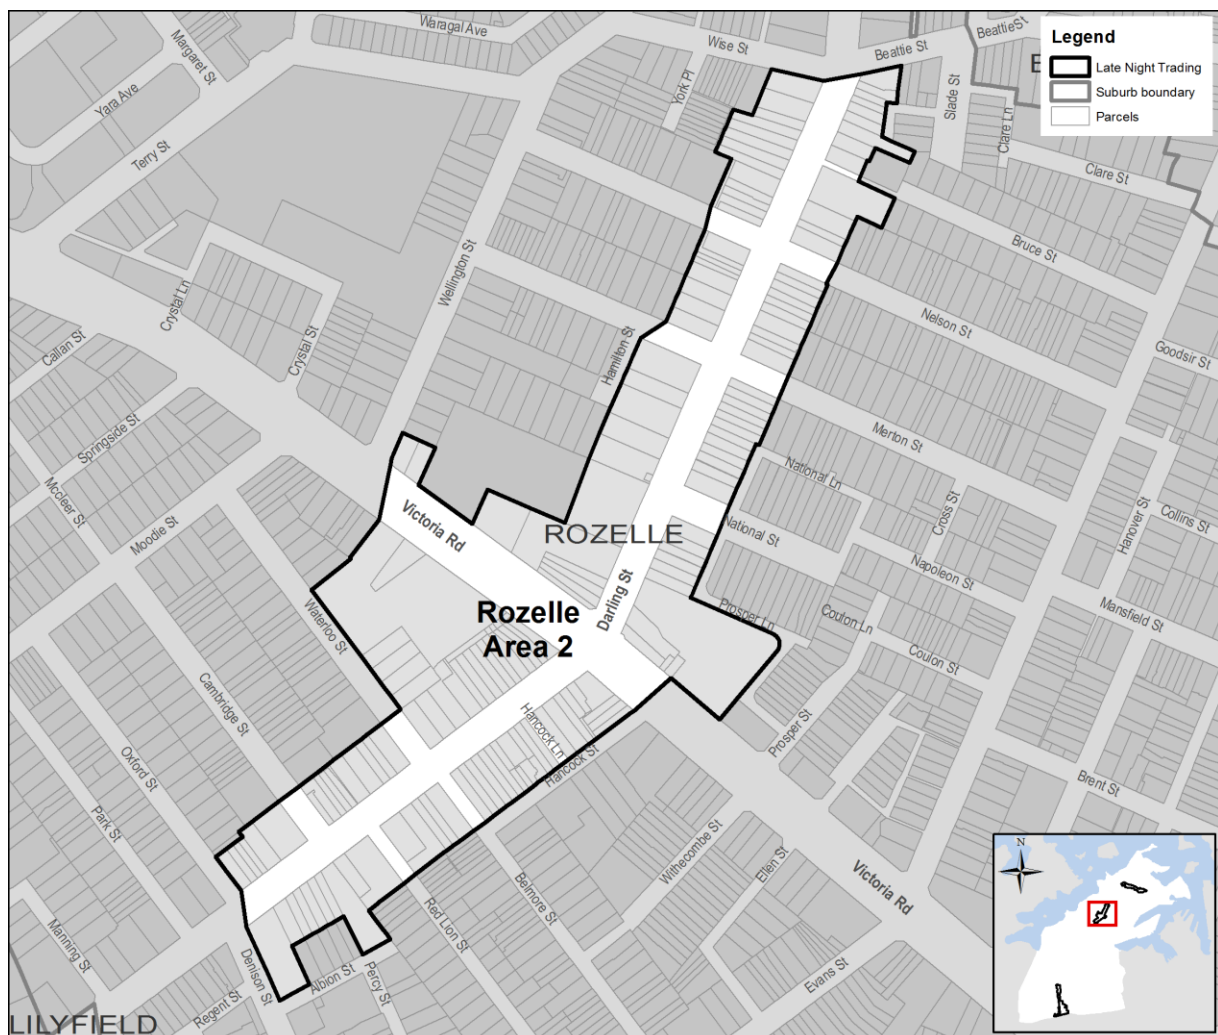 Waragal Ave
Margaret St
Wise St
Beattie St
BeattieSt
Legend
Late Night Trading
Suburb boundary
Parcels
Yara Ave
York Pl
Slade St
Clare Ln
Terry St
Clare St
Bruce St
Wellington St
Crystal Ln
Nelson St
Callan St
Crystal St
Hamilton St
Goodsir St
Springside St
Merton St
Mccleer St
National Ln
Cross St
Hanover St
Collins St
Moodie St
Victoria Rd
ROZELLE
National St
Napoleon St
Darling St
Waterloo St
Prosper Ln
Coulon Ln
Mansfield St
Rozelle
Area 2
Coulon St
Cambridge St
Hancock Ln
Prosper St
Oxford St
Hancock St
Brent St
Park St
Withecombe St
Ellen St
Victoria Rd
N
Belmore St
Red Lion St
Manning St
Denison St
Albion St
Percy St
Evans St
Regent St
LILYFIELD